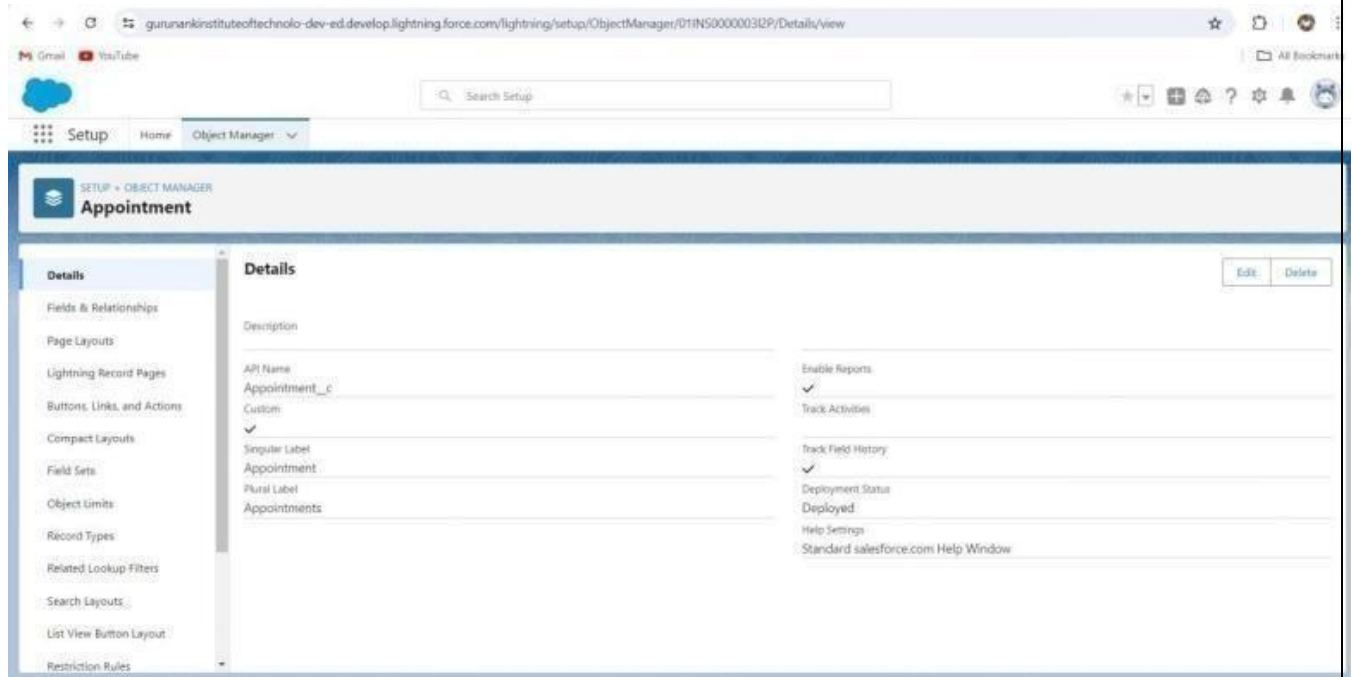 gurunankinstituteoftechnolo-dev-ed.develop.lightning.force.com/lightning/setup/ObjectManager/01INS0000003I2P/Details/view
Gmail YouTube
All Bookmarks
Search Setup
Setup Home Object Manager
SETUP > OBJECT MANAGER
Appointment
Details
Fields & Relationships
Page Layouts
Lightning Record Pages
Buttons, Links, and Actions
Compact Layouts
Field Sets
Object Limits
Record Types
Related Lookup Filters
Search Layouts
List View Button Layout
Restriction Rules
Details
Edit Delete
Description
API Name
Appointment__c
Custom
Singular Label
Appointment
Plural Label
Appointments
Enable Reports
Track Activities
Track Field History
Deployment Status
Deployed
Help Settings
Standard salesforce.com Help Window